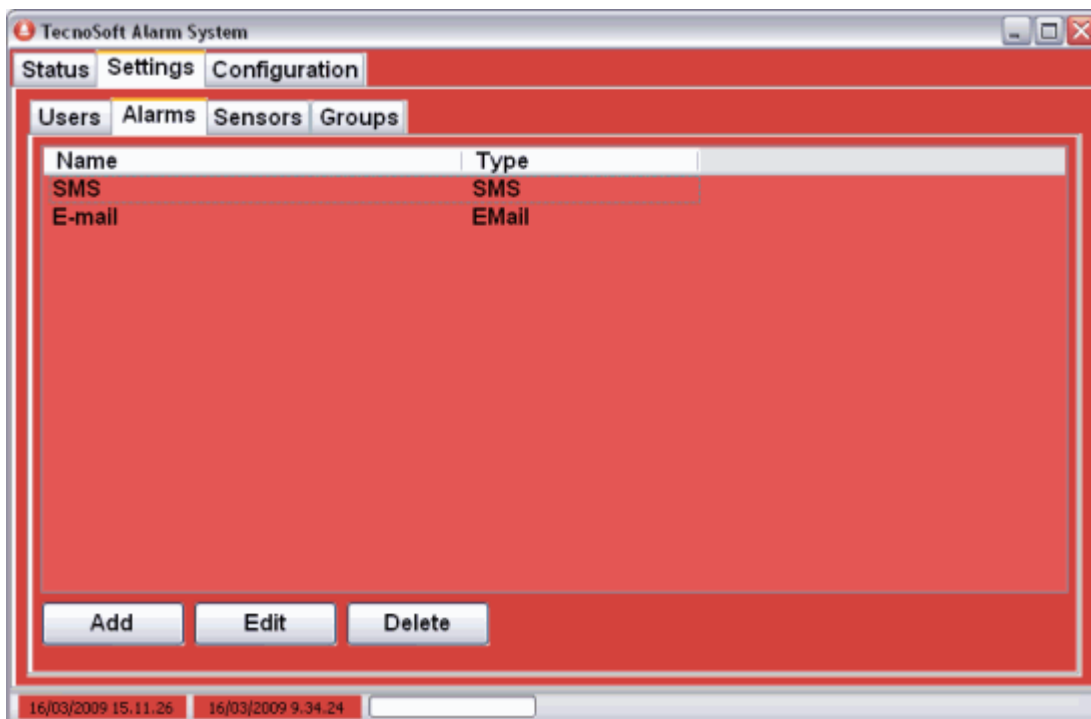 TecnoSoft Alarm System
Status Settings Configuration
Users Alarms Sensors Groups
Name Type
SMS SMS
E-mail EMail
Add Edit Delete
16/03/2009 15.11.26 16/03/2009 9.34.24